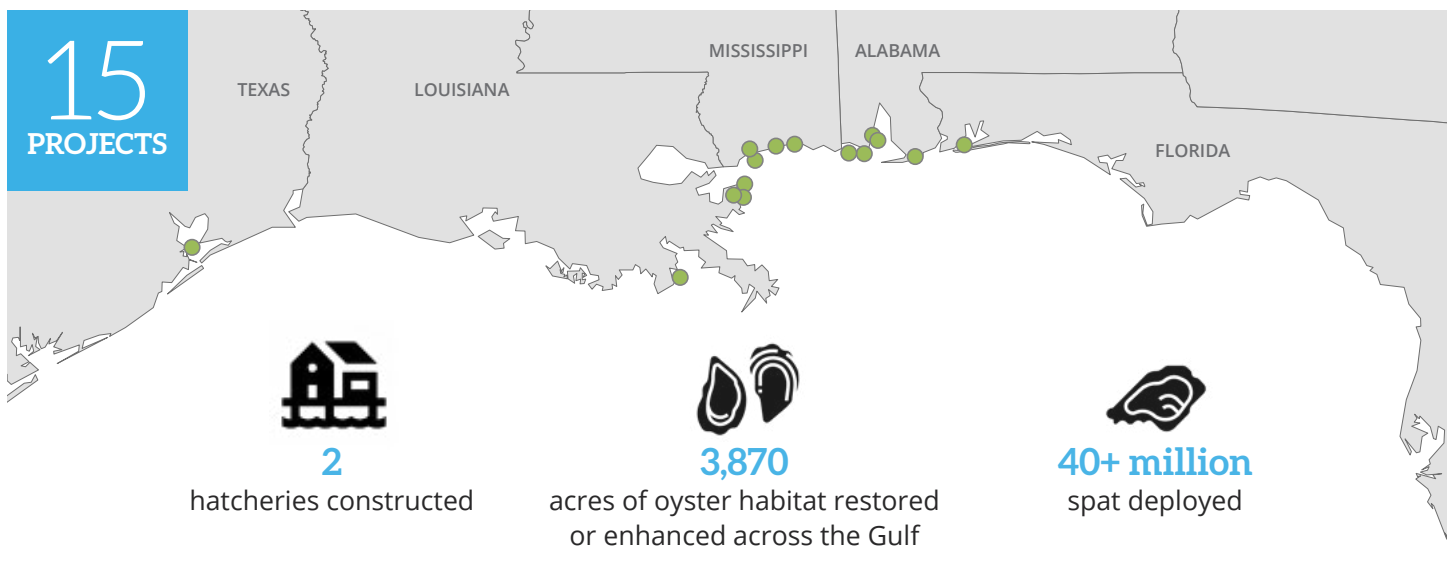 15
PROJECTS
TEXAS
LOUISIANA
MISSISSIPPI
ALABAMA
FLORIDA
2
hatcheries constructed
3,870
acres of oyster habitat restored
or enhanced across the Gulf
40+ million
spat deployed